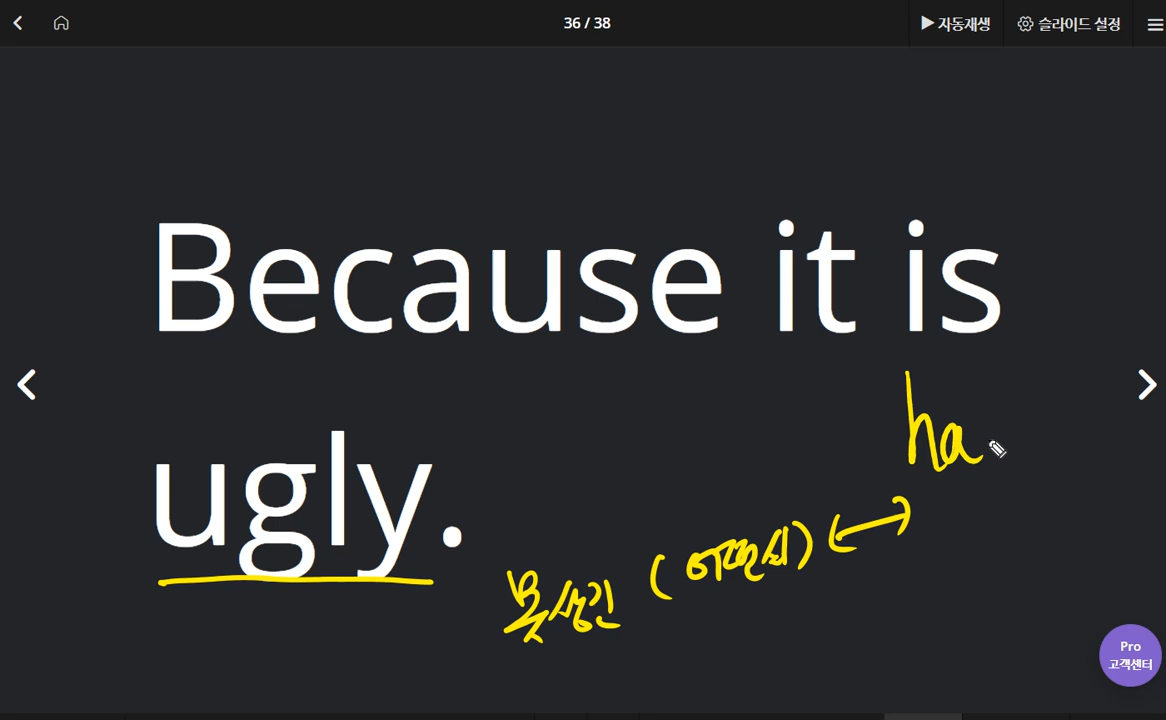 36 / 38
자동재생
슬라이드 설정
Because it is
ugly.
ha
못생긴
Pro
고객센터